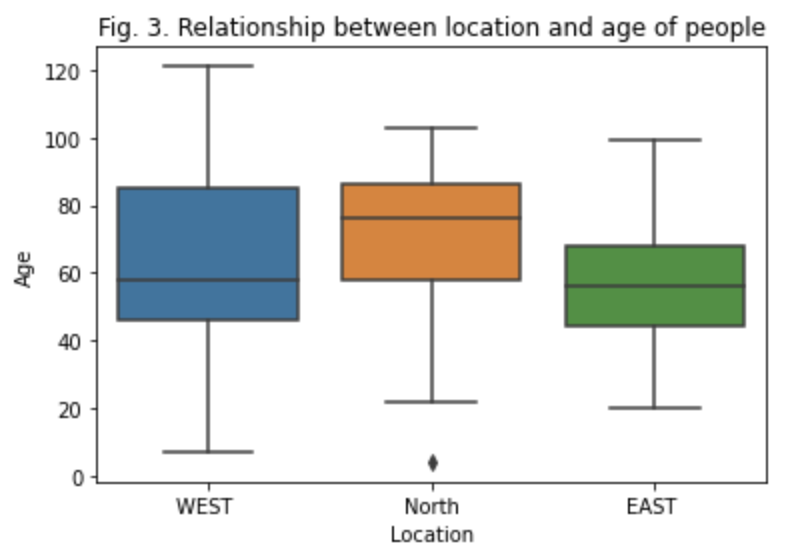 Fig. 3. Relationship between location and age of people
120
100
80
60
40
20
0
Age
WEST North EAST
Location